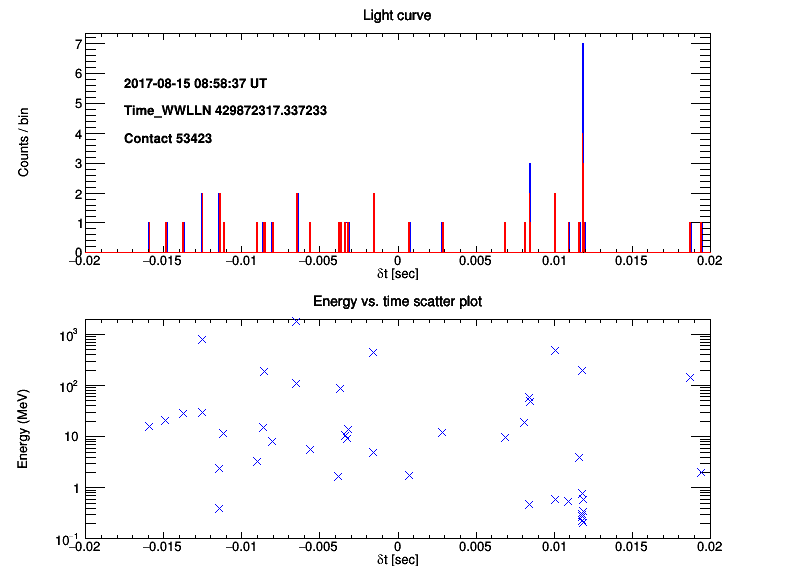 Light curve
7
6
5
4
3
2
1
0
Counts / bin
2017-08-15 08:58:37 UT
Time_WWLLN 429872317.337233
Contact 53423
−0.02 −0.015 −0.01 −0.005 0 0.005 0.01 0.015 0.02
δt [sec]
Energy vs. time scatter plot
10³
10²
10
1
10⁻¹
Energy (MeV)
−0.02 −0.015 −0.01 −0.005 0 0.005 0.01 0.015 0.02
δt [sec]